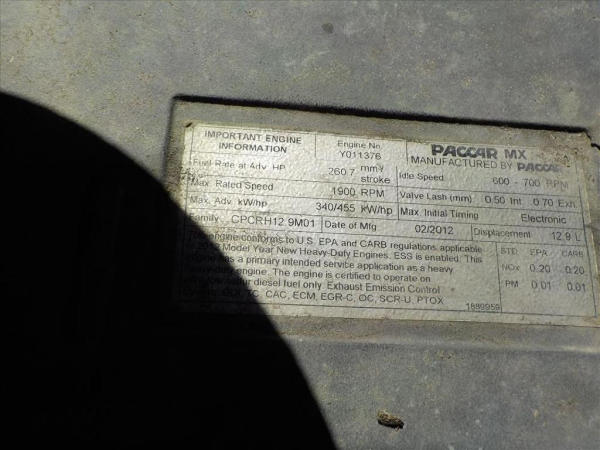 IMPORTANT ENGINE INFORMATION
Engine No.
Y011376
PACCAR MX
MANUFACTURED BY PACCAR
Fuel Rate at Adv. HP 260.7 mm³/ stroke
Idle Speed 600 - 700 RPM
Max. Rated Speed 1900 RPM
Valve Lash (mm) 0.50 Int. 0.70 Exh.
Max. Adv. kW/hp 340/455 kW/hp
Max. Initial Timing Electronic
Family CPCRH12.9M01
Date of Mfg 02/2012
Displacement 12.9 L
engine conforms to U.S. EPA and CARB regulations applicable
Model Year New Heavy-Duty Engines. ESS is enabled. This
engine has a primary intended service application as a heavy
engine. The engine is certified to operate on
diesel fuel only. Exhaust Emission Control
TC, CAC, ECM, EGR-C, OC, SCR-U, PTOX
STD EPA CARB
NOx 0.20 0.20
PM 0.01 0.01
1889959